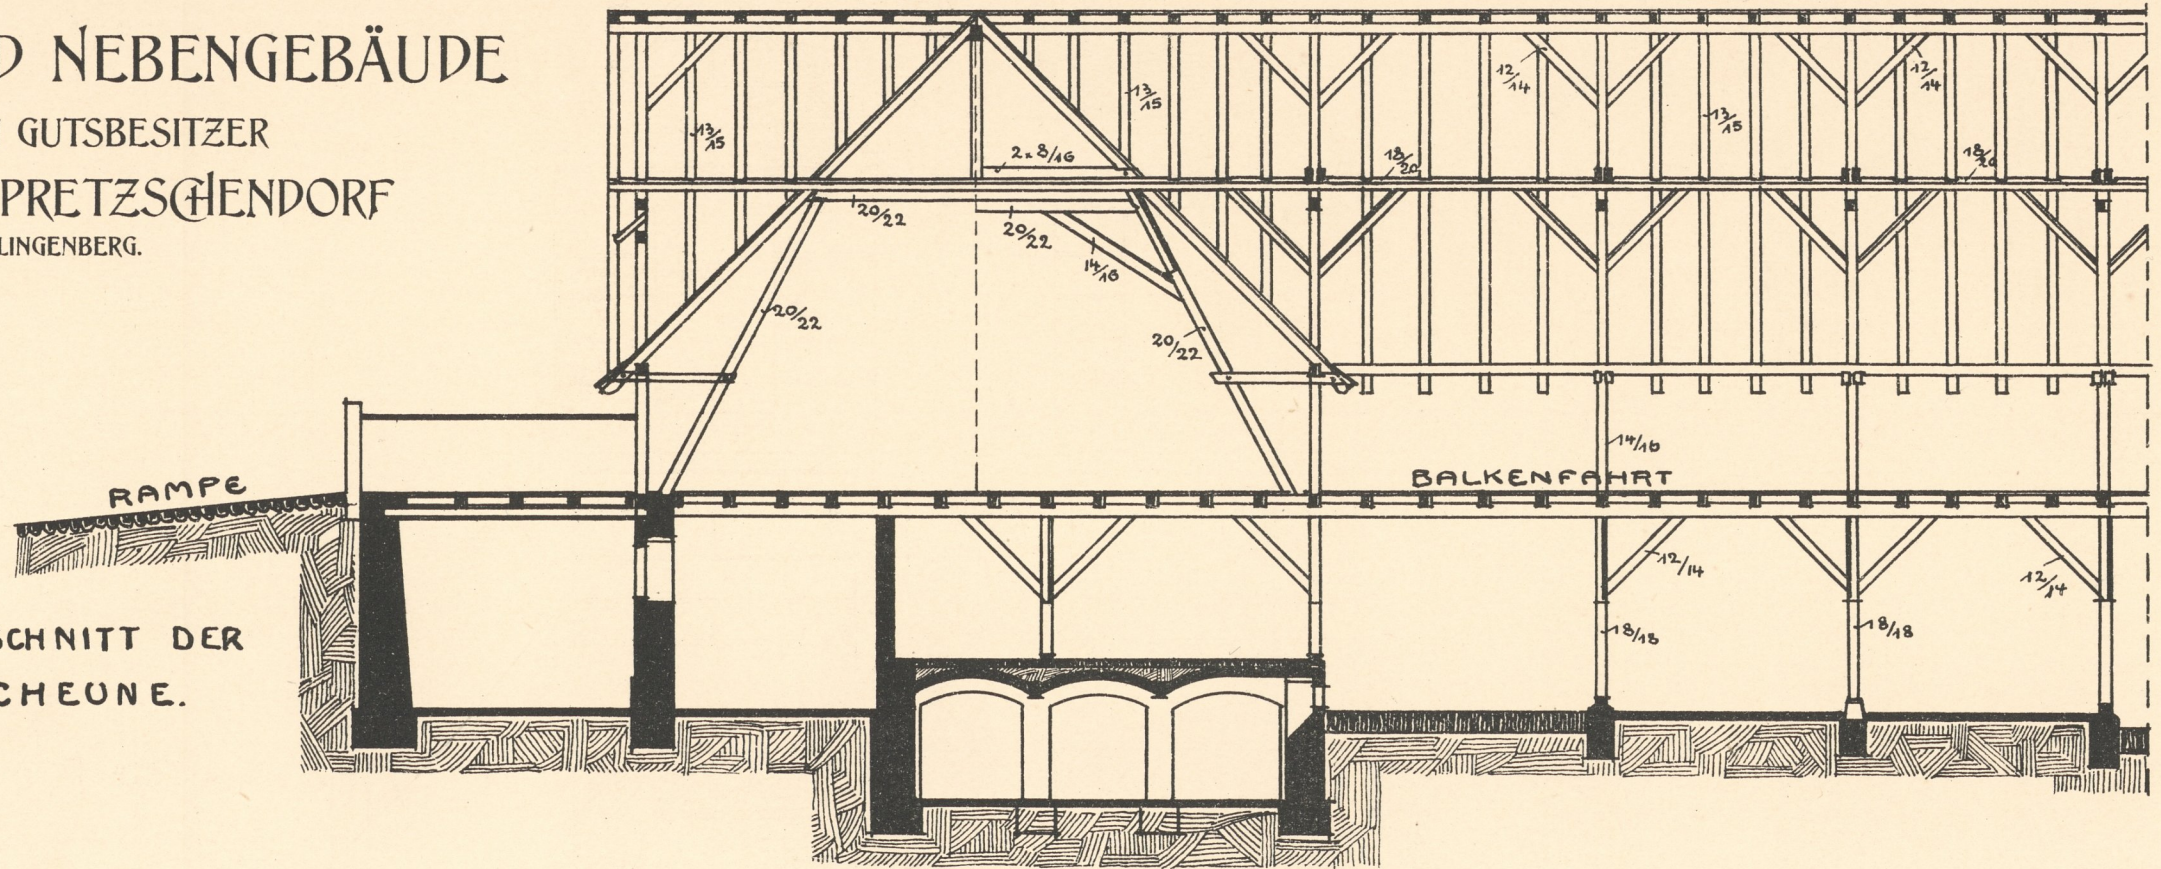 NEBENGEBÄUDE
GUTSBESITZER
PRETZSCHENDORF
LINGENBERG.
13/15
13/15
12/14
13/15
12/14
2 x 8/16
18/20
18/20
20/22
20/22
14/16
20/22
20/22
14/16
RAMPE
BALKENFAHRT
12/14
12/14
SCHNITT DER
CHEUNE.
18/18
18/18